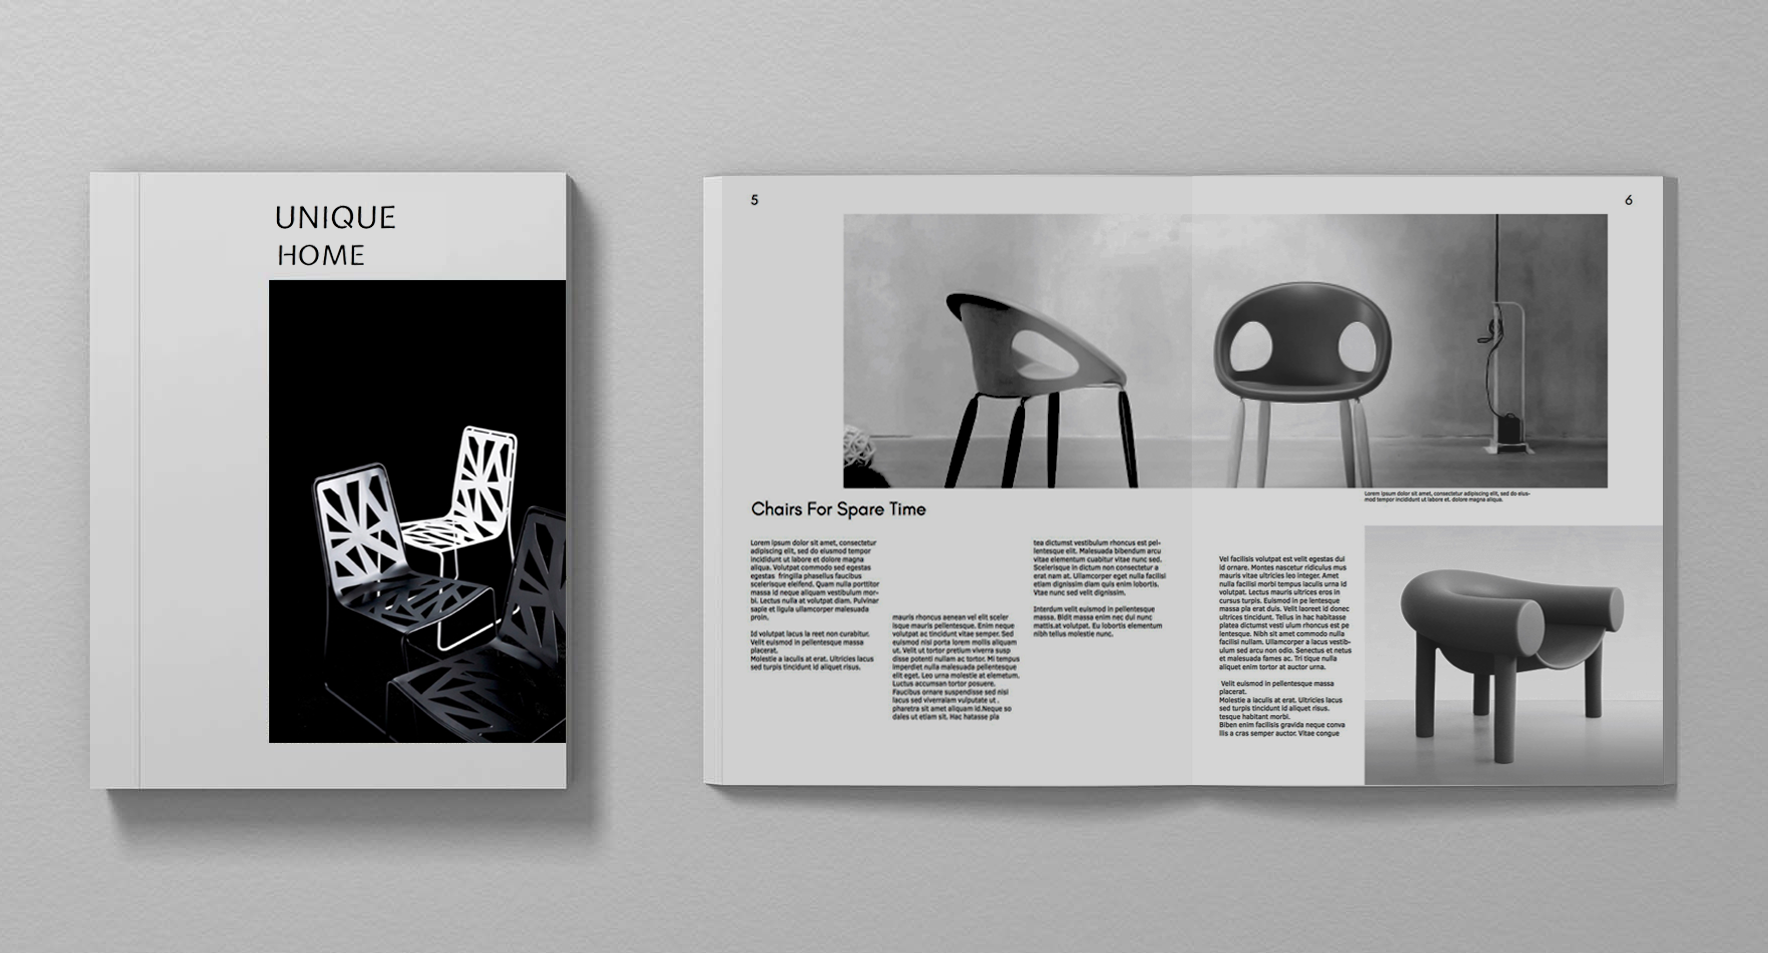 UNIQUE
HOME
5
6
Lorem ipsum dolor sit amet, consectetur adipiscing elit, sed do eius-
mod tempor incididunt ut labore et. dolore magna aliqua.
Chairs For Spare Time
Lorem ipsum dolor sit amet, consectetur
adipiscing elit, sed do eiusmod tempor
incididunt ut labore et dolore magna
aliqua. Volutpat commodo sed egestas
egestas fringilla phasellus faucibus
scelerisque eleifend. Quam nulla porttitor
massa id neque aliquam vestibulum mor-
bi. Lectus nulla at volutpat diam. Pulvinar
sapie et ligula ullamcorper malesuada
proin.
Id volutpat lacus la reet non curabitur.
Velit euismod in pellentesque massa
placerat.
Molestie a iaculis at erat. Ultricies lacus
sed turpis tincidunt id aliquet risus.
mauris rhoncus aenean vel elit sceler
isque mauris pellentesque. Enim neque
volutpat ac tincidunt vitae semper. Sed
euismod nisi porta lorem mollis aliquam
ut. Velit ut tortor pretium viverra susp
disse potenti nullam ac tortor. Mi tempus
imperdiet nulla malesuada pellentesque
elit eget. Leo urna molestie at elemetum.
Luctus accumsan tortor posuere.
Faucibus ornare suspendisse sed nisi
lacus sed viverraiam vulputate ut .
pharetra sit amet aliquam id.Neque so
dales ut etiam sit. Hac hatasse pla
tea dictumst vestibulum rhoncus est pel-
lentesque elit. Malesuada bibendum arcu
vitae elementum cuabitur vitae nunc sed.
Scelerisque in dictum non consectetur a
erat nam at. Ullamcorper eget nulla facilisi
etiam dignissim diam quis enim lobortis.
Vtae nunc sed velit dignissim.
Interdum velit euismod in pellentesque
massa. Bidit massa enim nec dul nunc
mattis.at volutpat. Eu lobortis elementum
nibh tellus molestie nunc.
Vel facilisis volutpat est velit egestas dui
id ornare. Montes nascetur ridiculus mus
mauris vitae ultricies leo integer. Amet
nulla facilisi morbi tempus iaculis urna id
volutpat. Lectus mauris ultrices eros in
cursus turpis. Euismod in pe lentesque
massa pla erat duis. Velit laoreet id donec
ultrices tincidunt. Tellus in hac habitasse
platea dictumst vesti ulum rhoncus est pe
lentesque. Nibh sit amet commodo nulla
facilisi nullam. Ullamcorper a lacus vestib-
ulum sed arcu non odio. Senectus et netus
et malesuada fames ac. Tri tique nulla
aliquet enim tortor at auctor urna.
Velit euismod in pellentesque massa
placerat.
Molestie a iaculis at erat. Ultricies lacus
sed turpis tincidunt id aliquet risus.
tesque habitant morbi.
Biben enim facilisis gravida neque conva
llis a cras semper auctor. Vitae congue